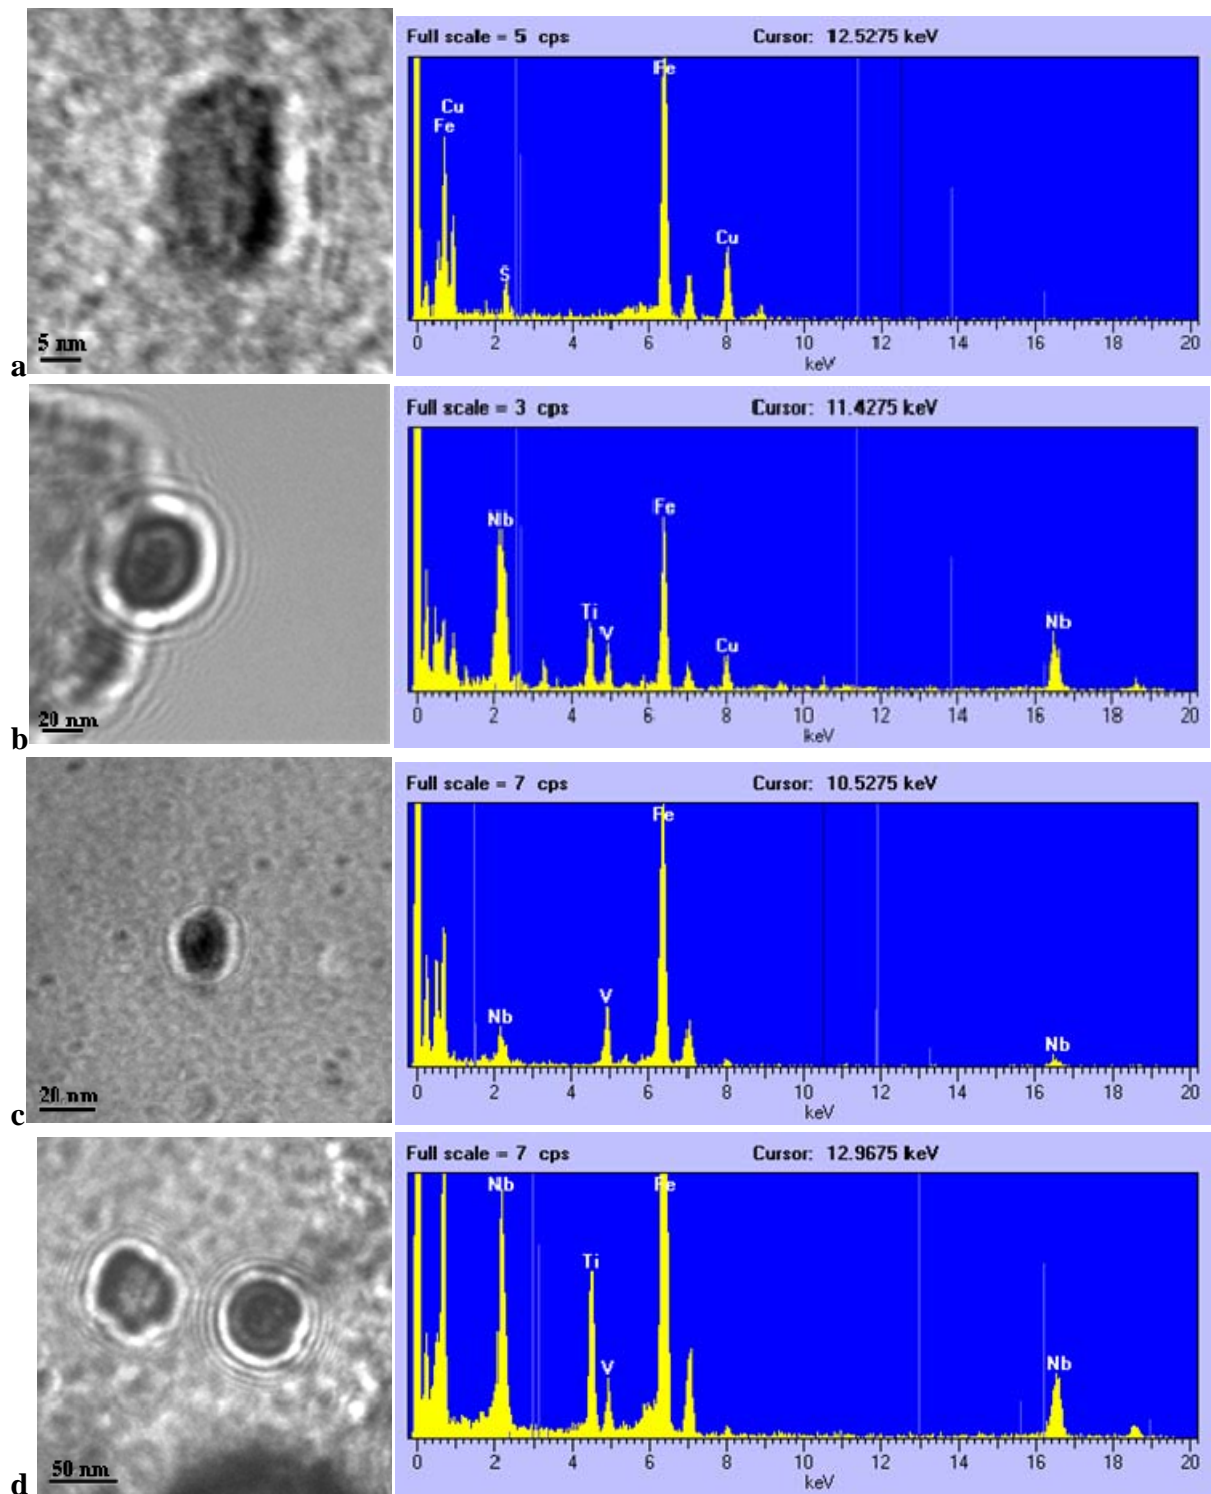 Full scale = 5 cps Cursor: 12.5275 keV
Fe
Cu
Fe
Cu
S
5 nm
0 2 4 6 8 10 12 14 16 18 20
keV
a
Full scale = 3 cps Cursor: 11.4275 keV
Fe
Nb
Ti
Nb
V
Cu
20 nm
0 2 4 6 8 10 12 14 16 18 20
keV
b
Full scale = 7 cps Cursor: 10.5275 keV
Fe
V
Nb
Nb
20 nm
0 2 4 6 8 10 12 14 16 18 20
keV
c
Full scale = 7 cps Cursor: 12.9675 keV
Nb Fe
Ti
V
Nb
50 nm
0 2 4 6 8 10 12 14 16 18 20
keV
d